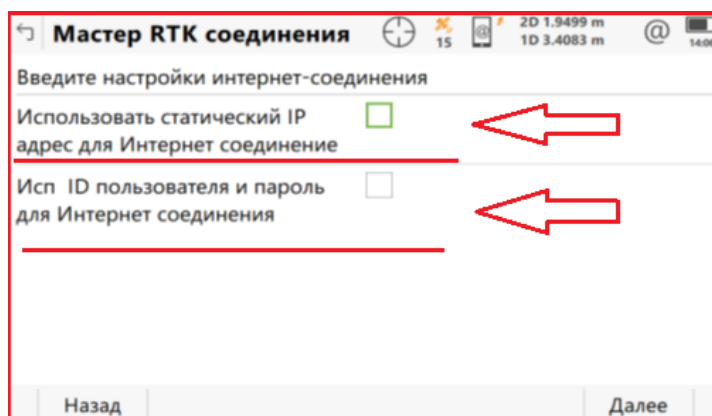 Мастер RTK соединения
15
@
2D 1.9499 m
1D 3.4083 m
@
Введите настройки интернет-соединения
Использовать статический IP
адрес для Интернет соединение
Исп ID пользователя и пароль
для Интернет соединения
Назад
Далее